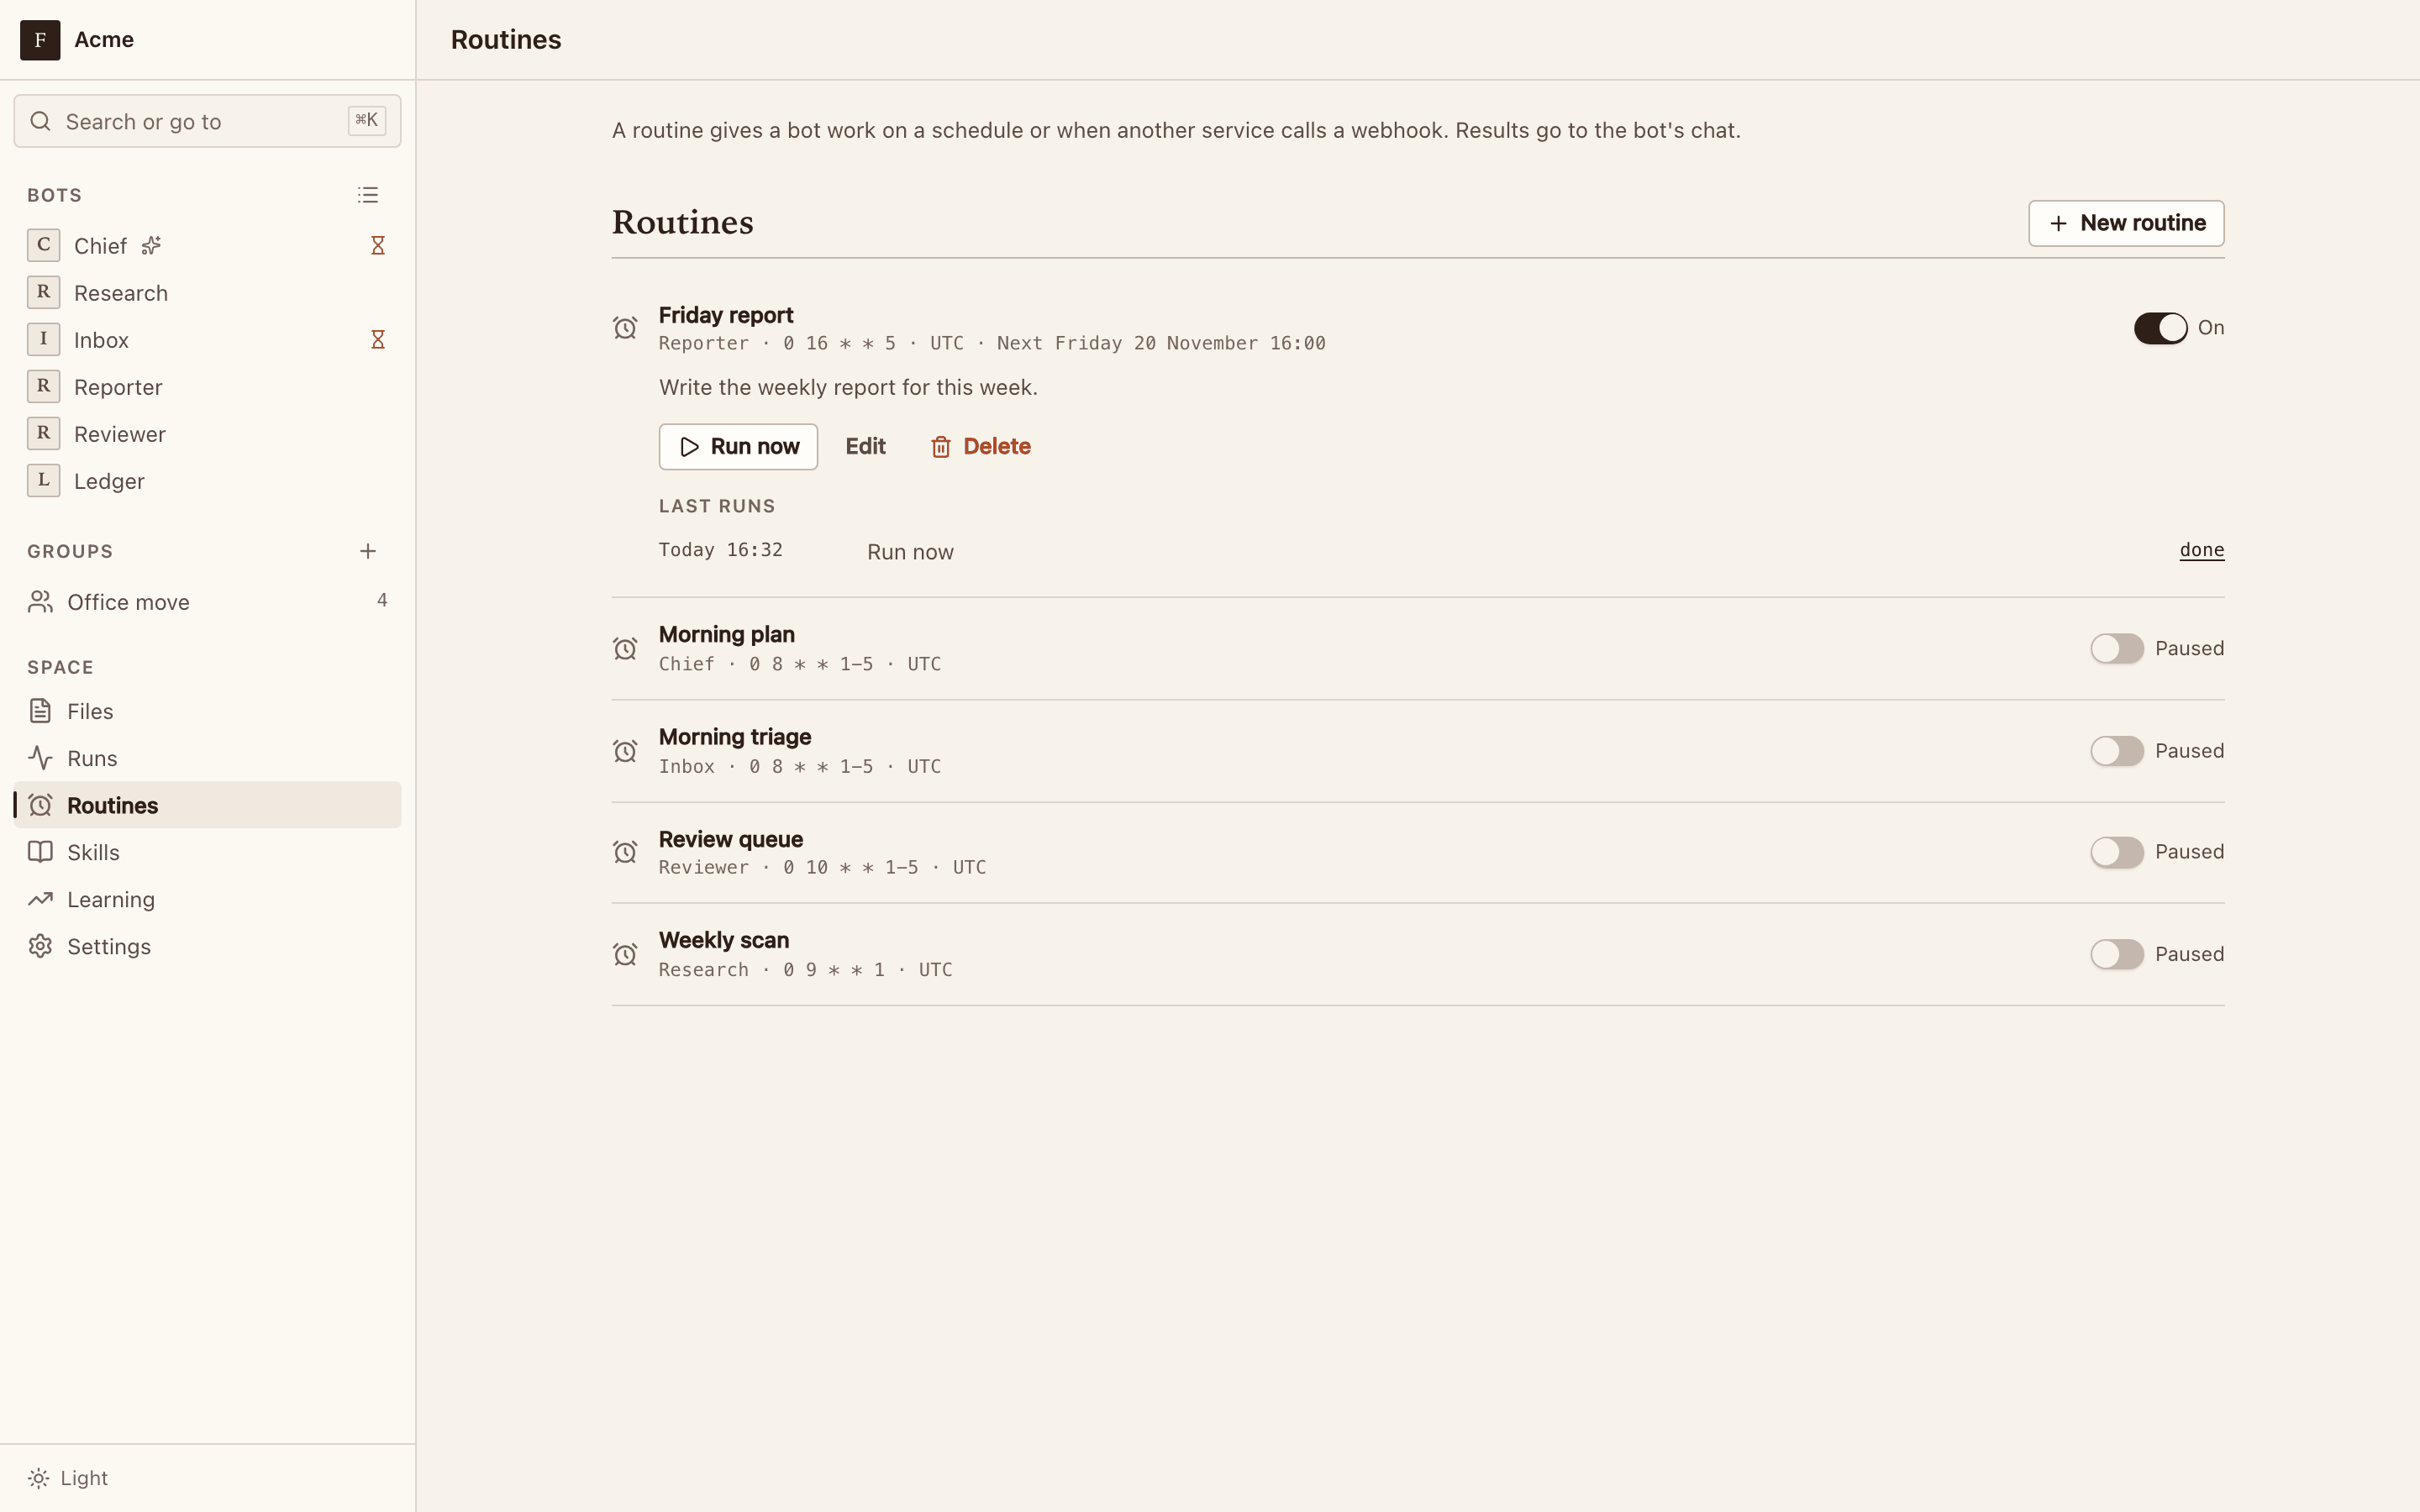 F Acme
Search or go to ⌘K
BOTS
C Chief
R Research
I Inbox
R Reporter
R Reviewer
L Ledger
GROUPS
Office move 4
SPACE
Files
Runs
Routines
Skills
Learning
Settings
Light
Routines
A routine gives a bot work on a schedule or when another service calls a webhook. Results go to the bot's chat.
Routines
New routine
Friday report
Reporter · 0 16 * * 5 · UTC · Next Friday 20 November 16:00
On
Write the weekly report for this week.
Run now Edit Delete
LAST RUNS
Today 16:32 Run now done
Morning plan
Chief · 0 8 * * 1-5 · UTC
Paused
Morning triage
Inbox · 0 8 * * 1-5 · UTC
Paused
Review queue
Reviewer · 0 10 * * 1-5 · UTC
Paused
Weekly scan
Research · 0 9 * * 1 · UTC
Paused